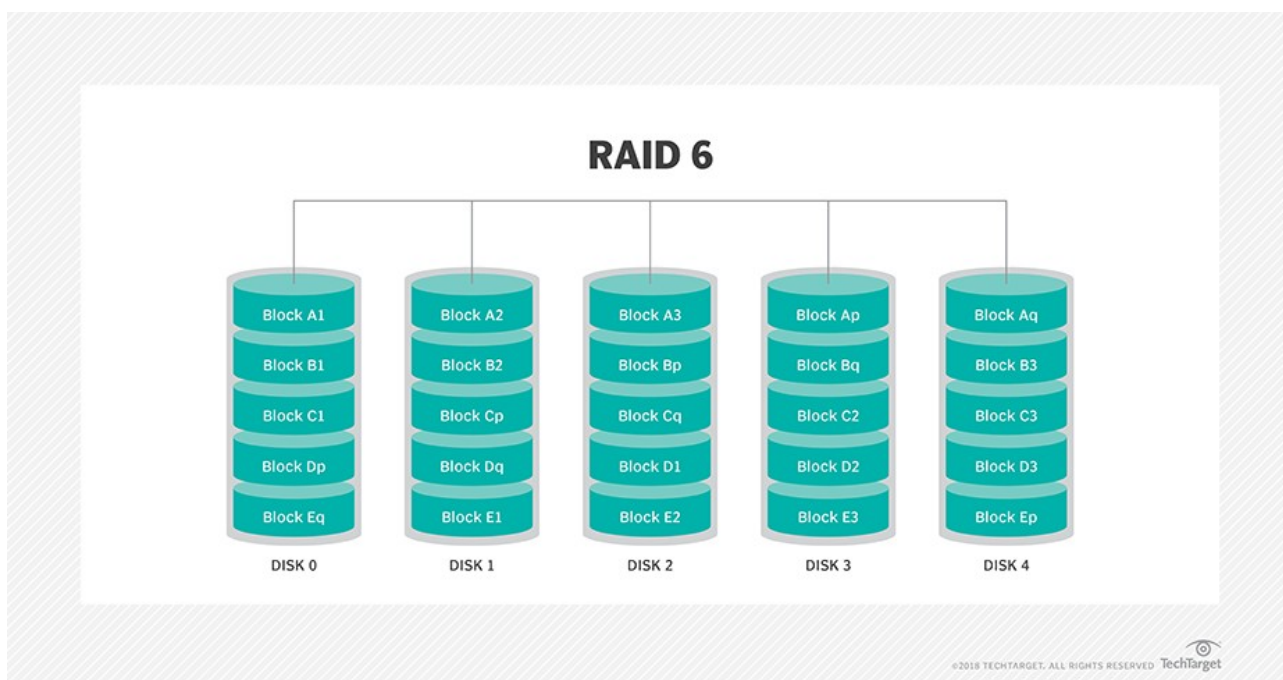 RAID 6
Block A1 Block A2 Block A3 Block Ap Block Aq
Block B1 Block B2 Block Bp Block Bq Block B3
Block C1 Block Cp Block Cq Block C2 Block C3
Block Dp Block Dq Block D1 Block D2 Block D3
Block Eq Block E1 Block E2 Block E3 Block Ep
DISK 0 DISK 1 DISK 2 DISK 3 DISK 4
©2018 TECHTARGET. ALL RIGHTS RESERVED TechTarget